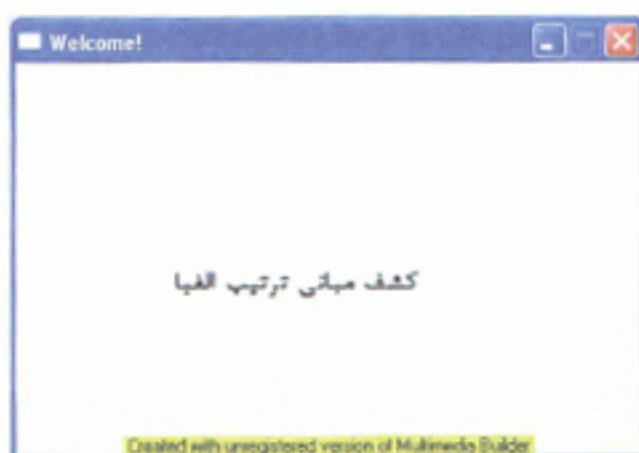 Welcome!
کشف مبانی ترتیب الفبا
Created with unregistered version of Multimedia Builder